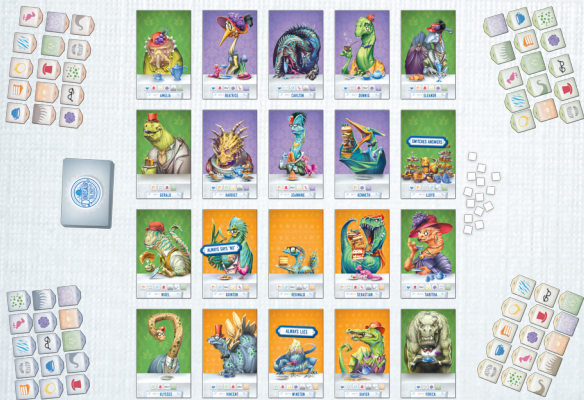 AMELIA
BEATRICE
CARLTON
DENNIS
ELEANOR
SWITCHES ANSWERS
GERALD
HARRIET
JEANNINE
KENNETH
LLOYD
ALWAYS SAYS "NO"
NIGEL
QUINTON
REGINALD
SEBASTIAN
TABITHA
ALWAYS LIES
ULYSSES
VINCENT
WINSTON
XAVIER
YORICK